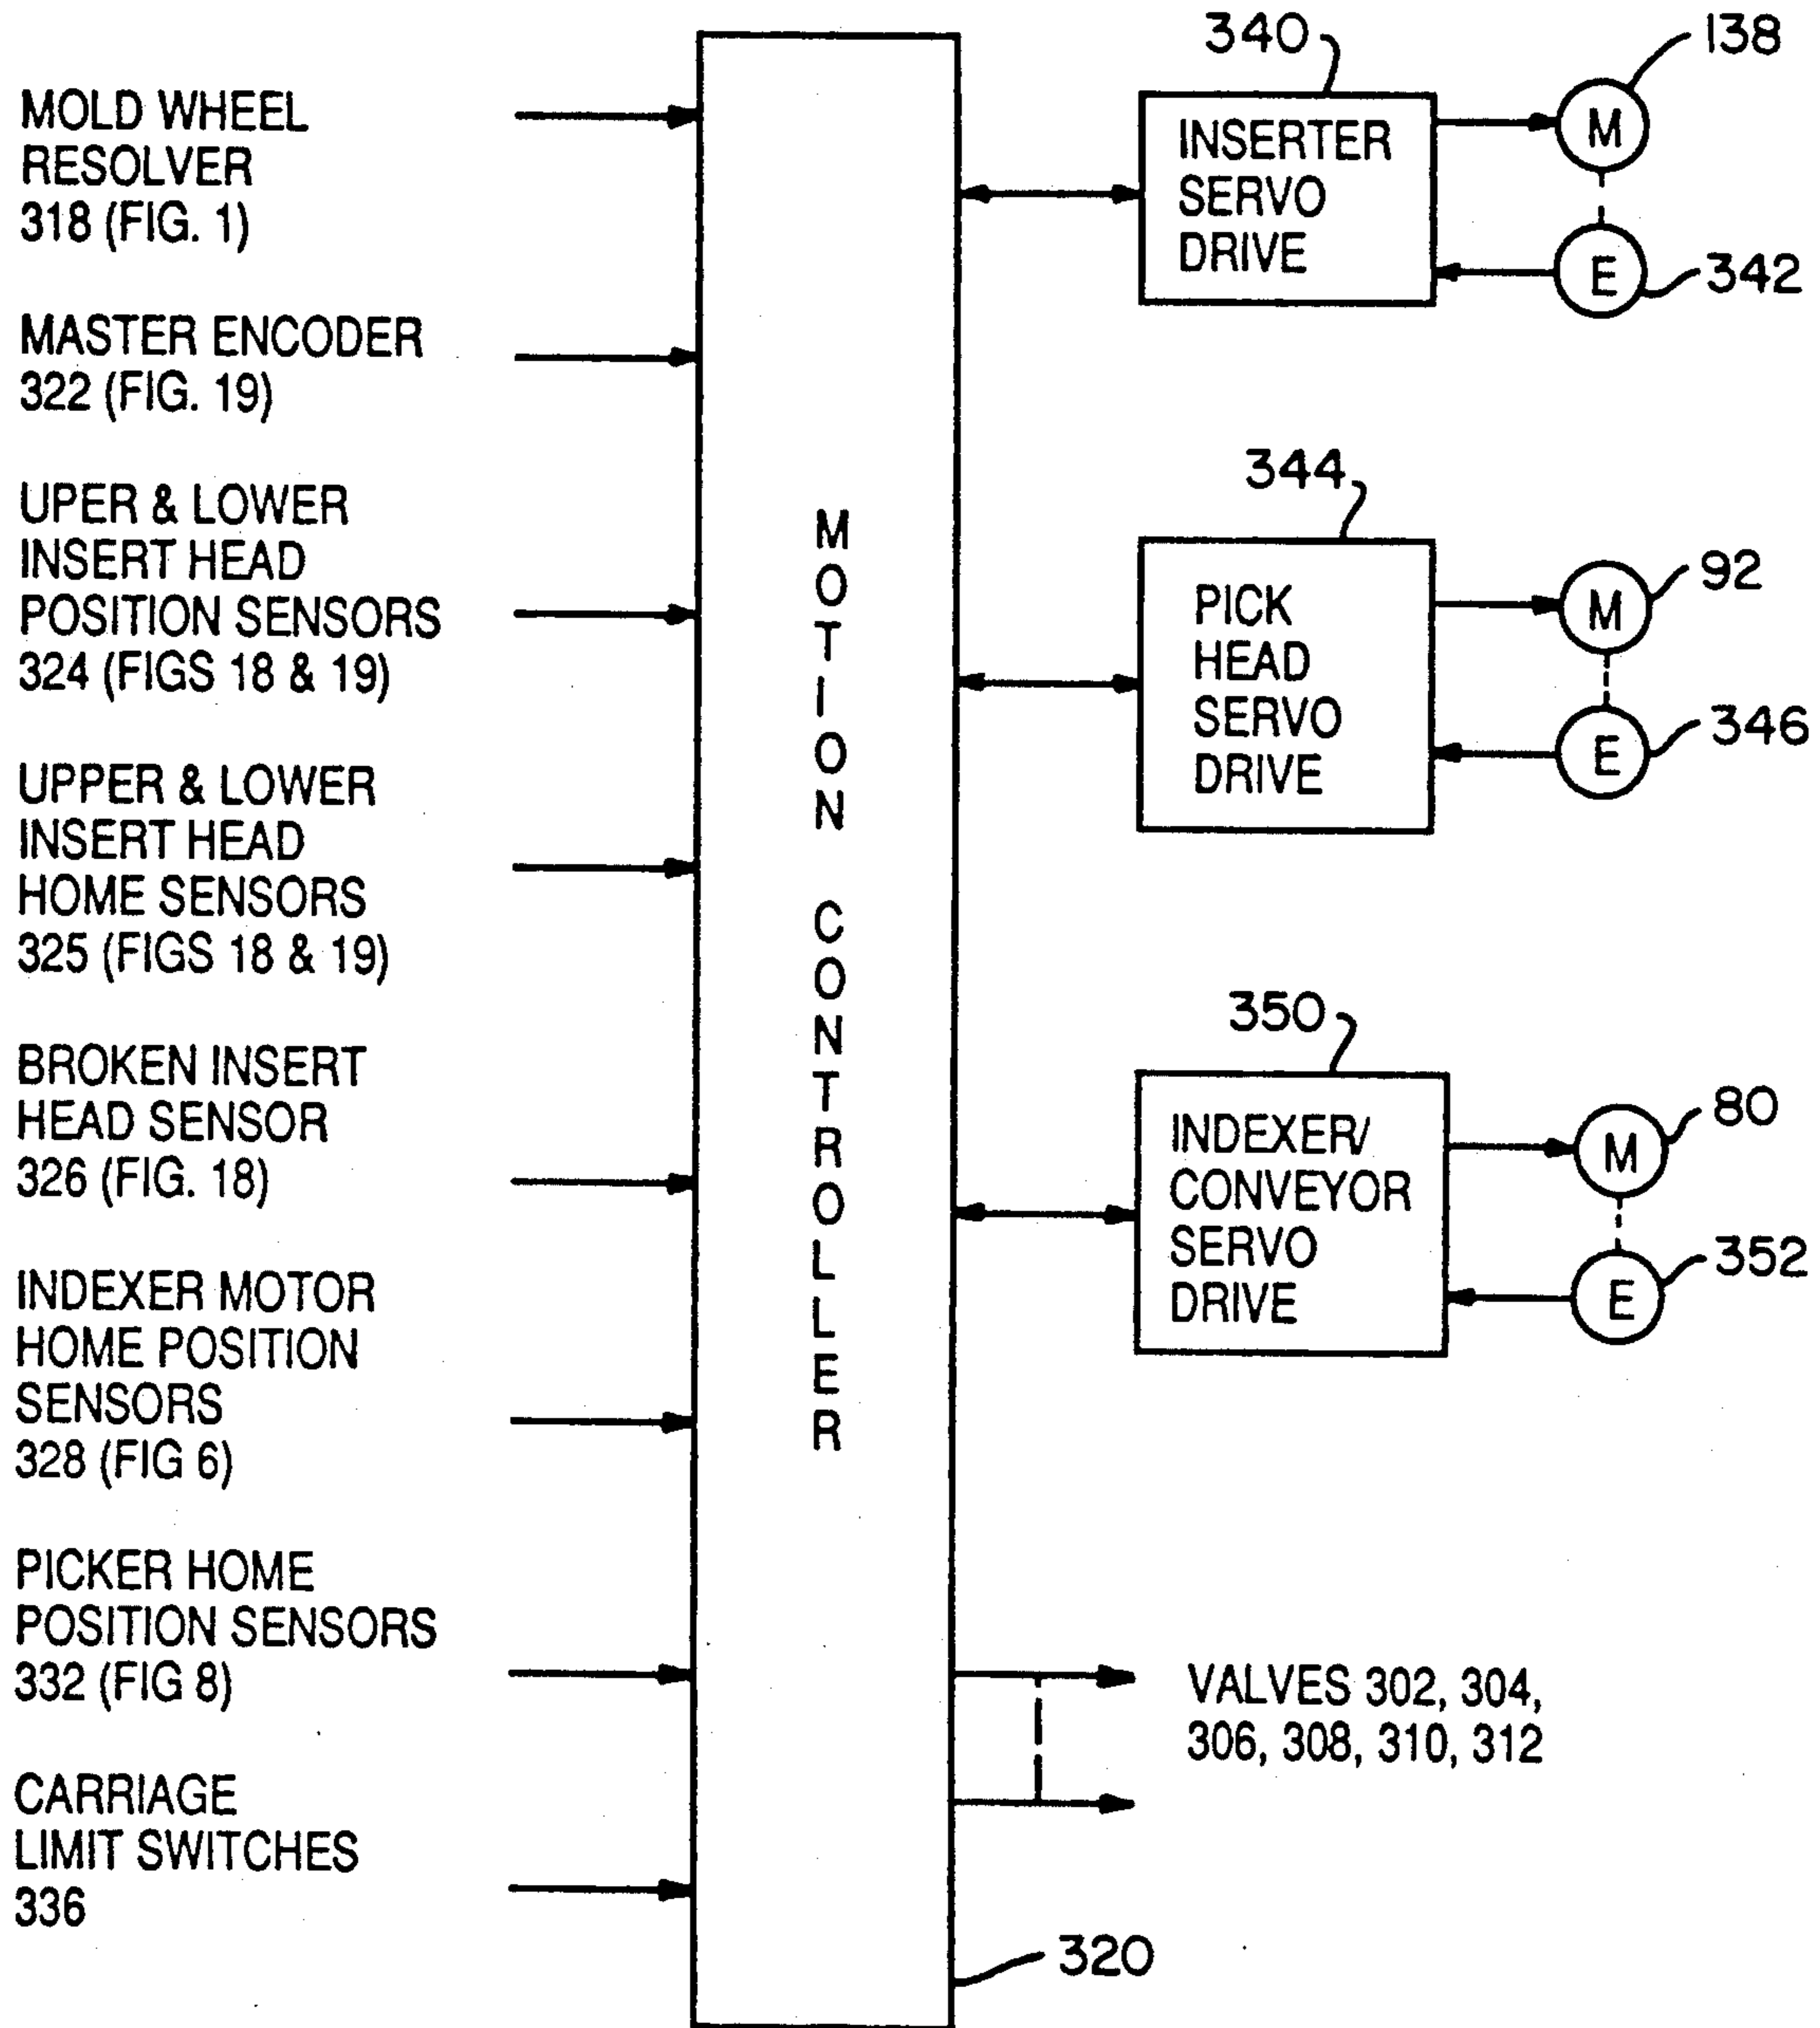 MOLD WHEEL
RESOLVER
318 (FIG. 1)
MASTER ENCODER
322 (FIG. 19)
UPER & LOWER
INSERT HEAD
POSITION SENSORS
324 (FIGS 18 & 19)
UPPER & LOWER
INSERT HEAD
HOME SENSORS
325 (FIGS 18 & 19)
BROKEN INSERT
HEAD SENSOR
326 (FIG. 18)
INDEXER MOTOR
HOME POSITION
SENSORS
328 (FIG 6)
PICKER HOME
POSITION SENSORS
332 (FIG 8)
CARRIAGE
LIMIT SWITCHES
336
MOTION CONTROLLER
320
340
INSERTER
SERVO
DRIVE
M
138
E
342
344
PICK
HEAD
SERVO
DRIVE
M
92
E
346
350
INDEXER/
CONVEYOR
SERVO
DRIVE
M
80
E
352
VALVES 302, 304,
306, 308, 310, 312